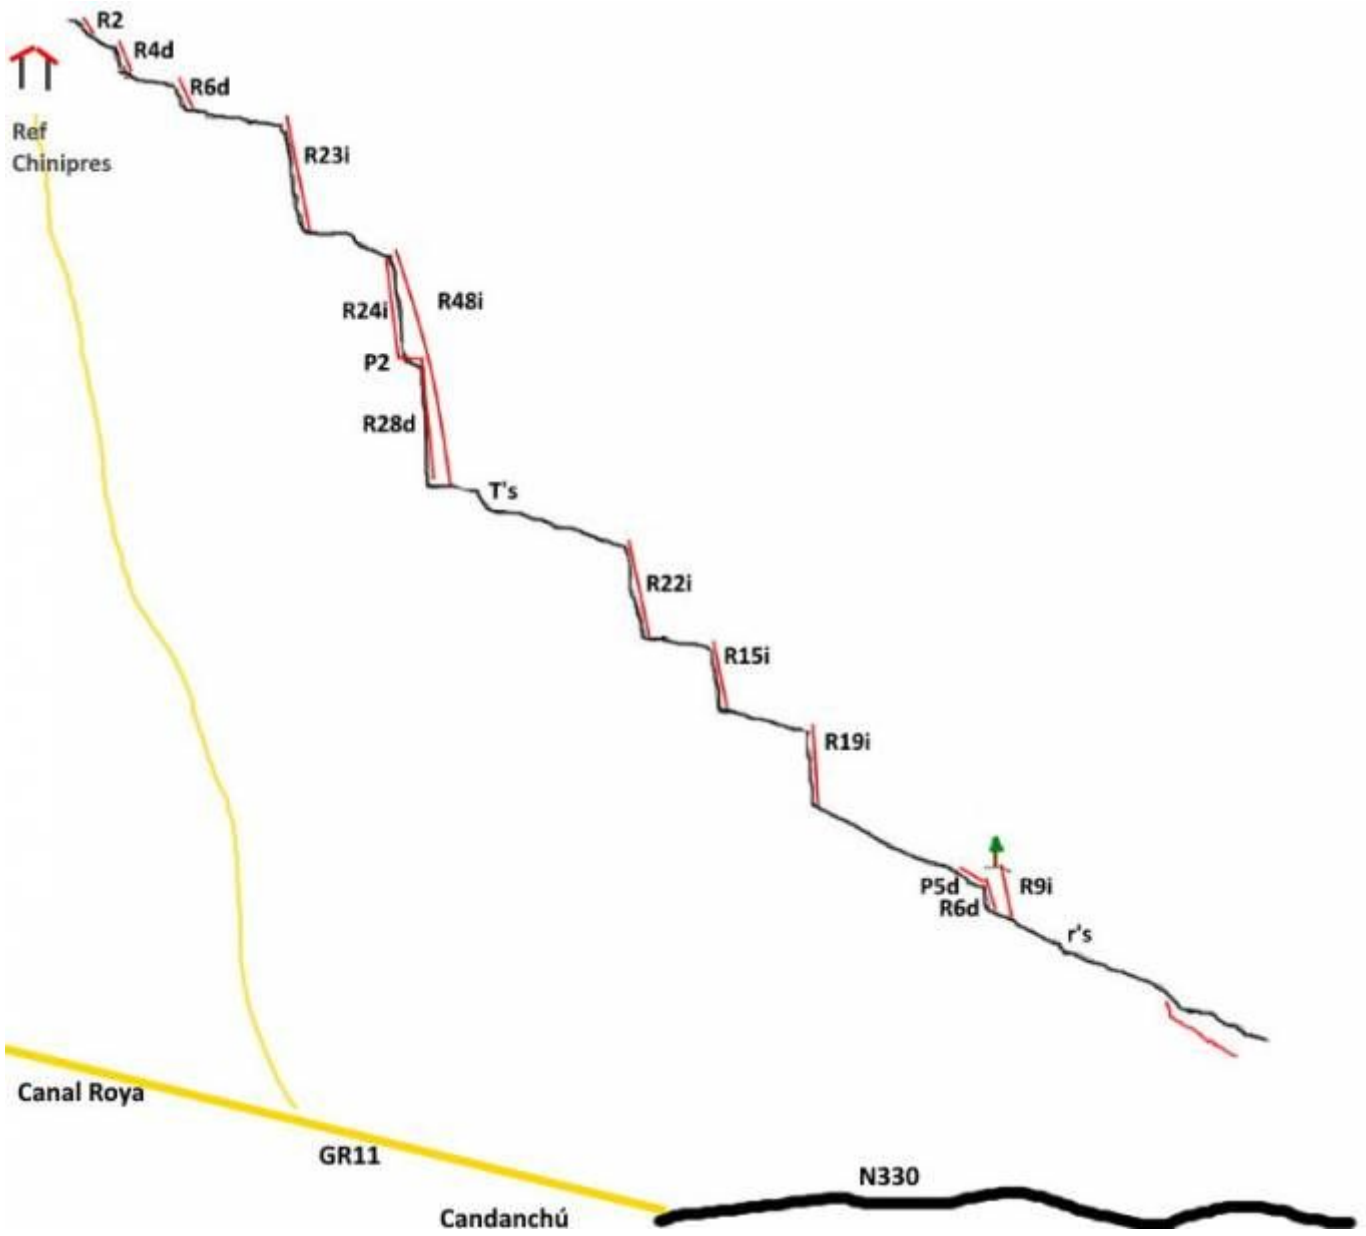 R2
R4d
R6d
Ref
Chinipres
R23i
R48i
R24i
P2
R28d
T's
R22i
R15i
R19i
P5d
R9i
R6d
r's
Canal Roya
GR11
N330
Candanchú